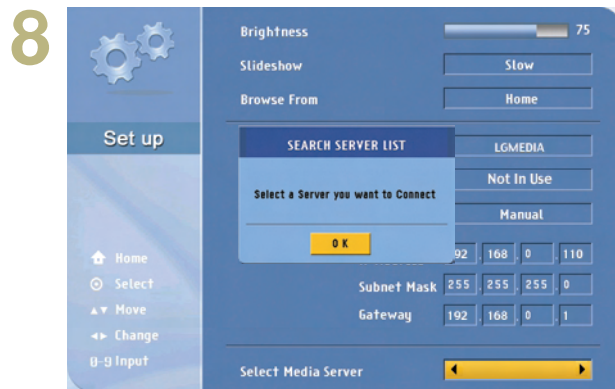 8
Brightness 75
Slideshow Slow
Browse From Home
Set up
SEARCH SERVER LIST
LGMEDIA
Not In Use
Select a Server you want to Connect
Manual
OK
92 . 168 . 0 . 110
Subnet Mask 255 . 255 . 255 . 0
Gateway 192 . 168 . 0 . 1
Select Media Server
Home
Select
Move
Change
0-9 Input